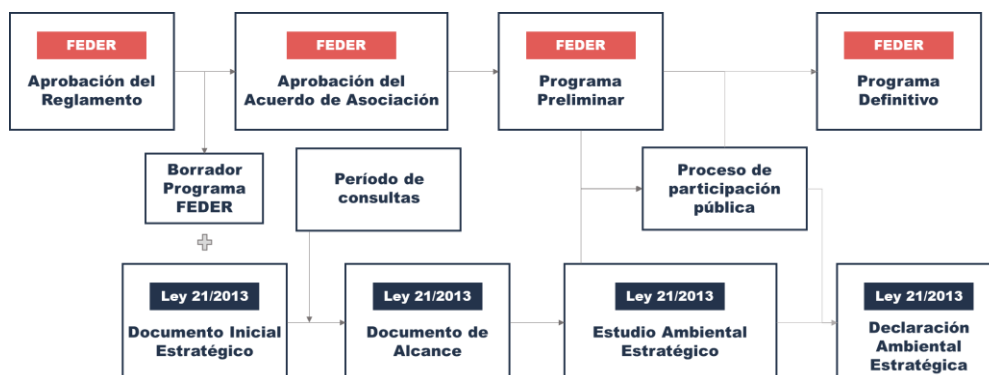 FEDER
Aprobación del
Reglamento
FEDER
Aprobación del
Acuerdo de Asociación
FEDER
Programa
Preliminar
FEDER
Programa
Definitivo
Borrador
Programa
FEDER
Período de
consultas
Proceso de
participación
pública
Ley 21/2013
Documento Inicial
Estratégico
Ley 21/2013
Documento de
Alcance
Ley 21/2013
Estudio Ambiental
Estratégico
Ley 21/2013
Declaración
Ambiental
Estratégica